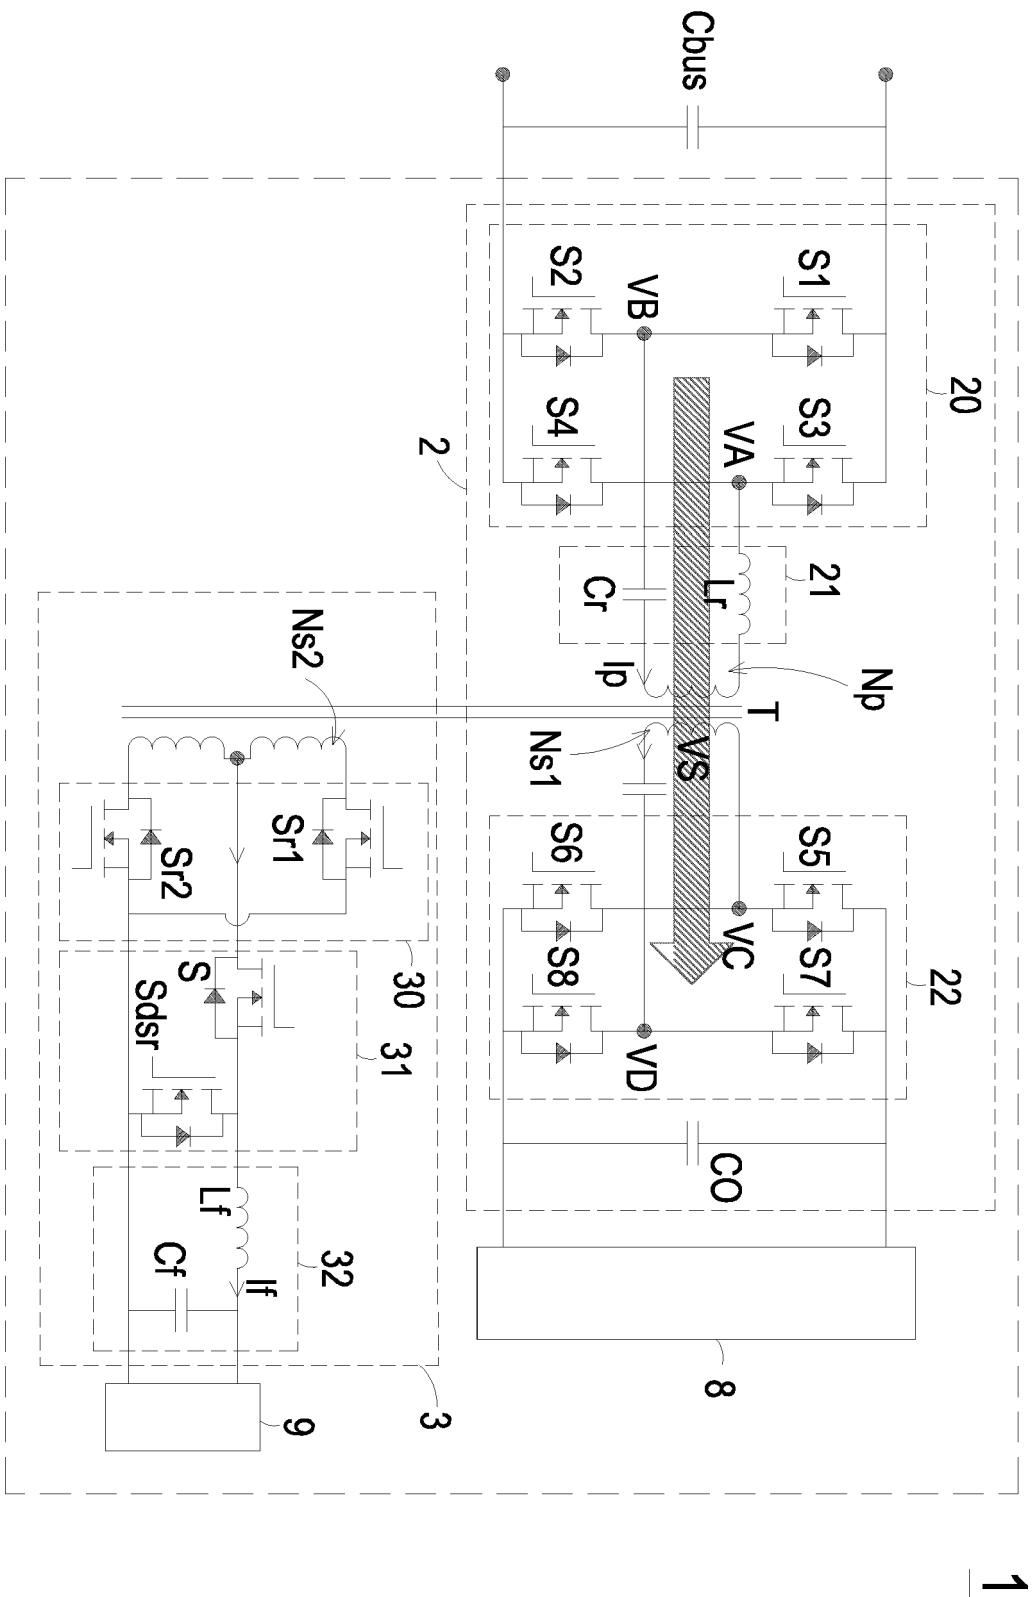 1
Cbus
20
S1
S3
VA
VB
S2
S4
2
21
Lr
Cr
Np
Ip
T
VS
Ns1
22
S5
S7
VC
S6
S8
VD
CO
8
Ns2
Sr1
Sr2
30
S
Sdsr
31
Lf
If
Cf
32
3
9